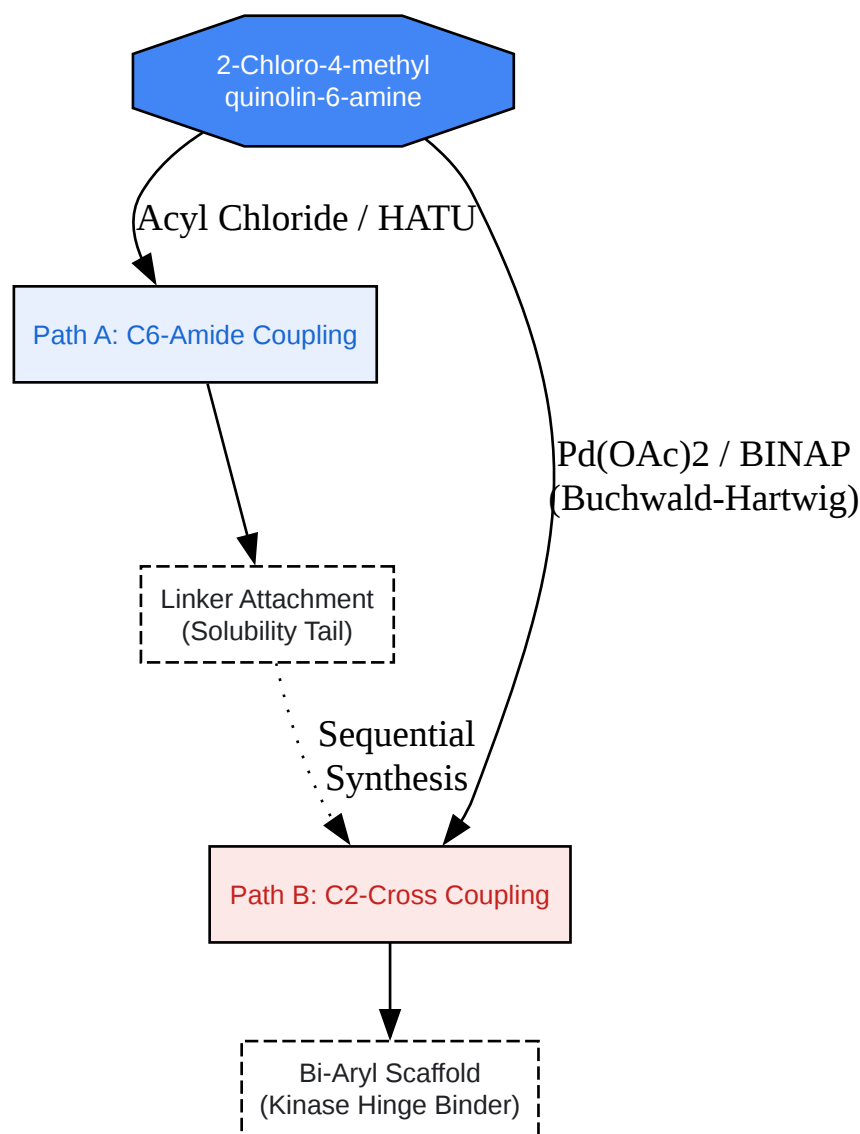 2-Chloro-4-methyl
quinolin-6-amine
Acyl Chloride / HATU
Path A: C6-Amide Coupling
Pd(OAc)2 / BINAP
(Buchwald-Hartwig)
Linker Attachment
(Solubility Tail)
Sequential
Synthesis
Path B: C2-Cross Coupling
Bi-Aryl Scaffold
(Kinase Hinge Binder)